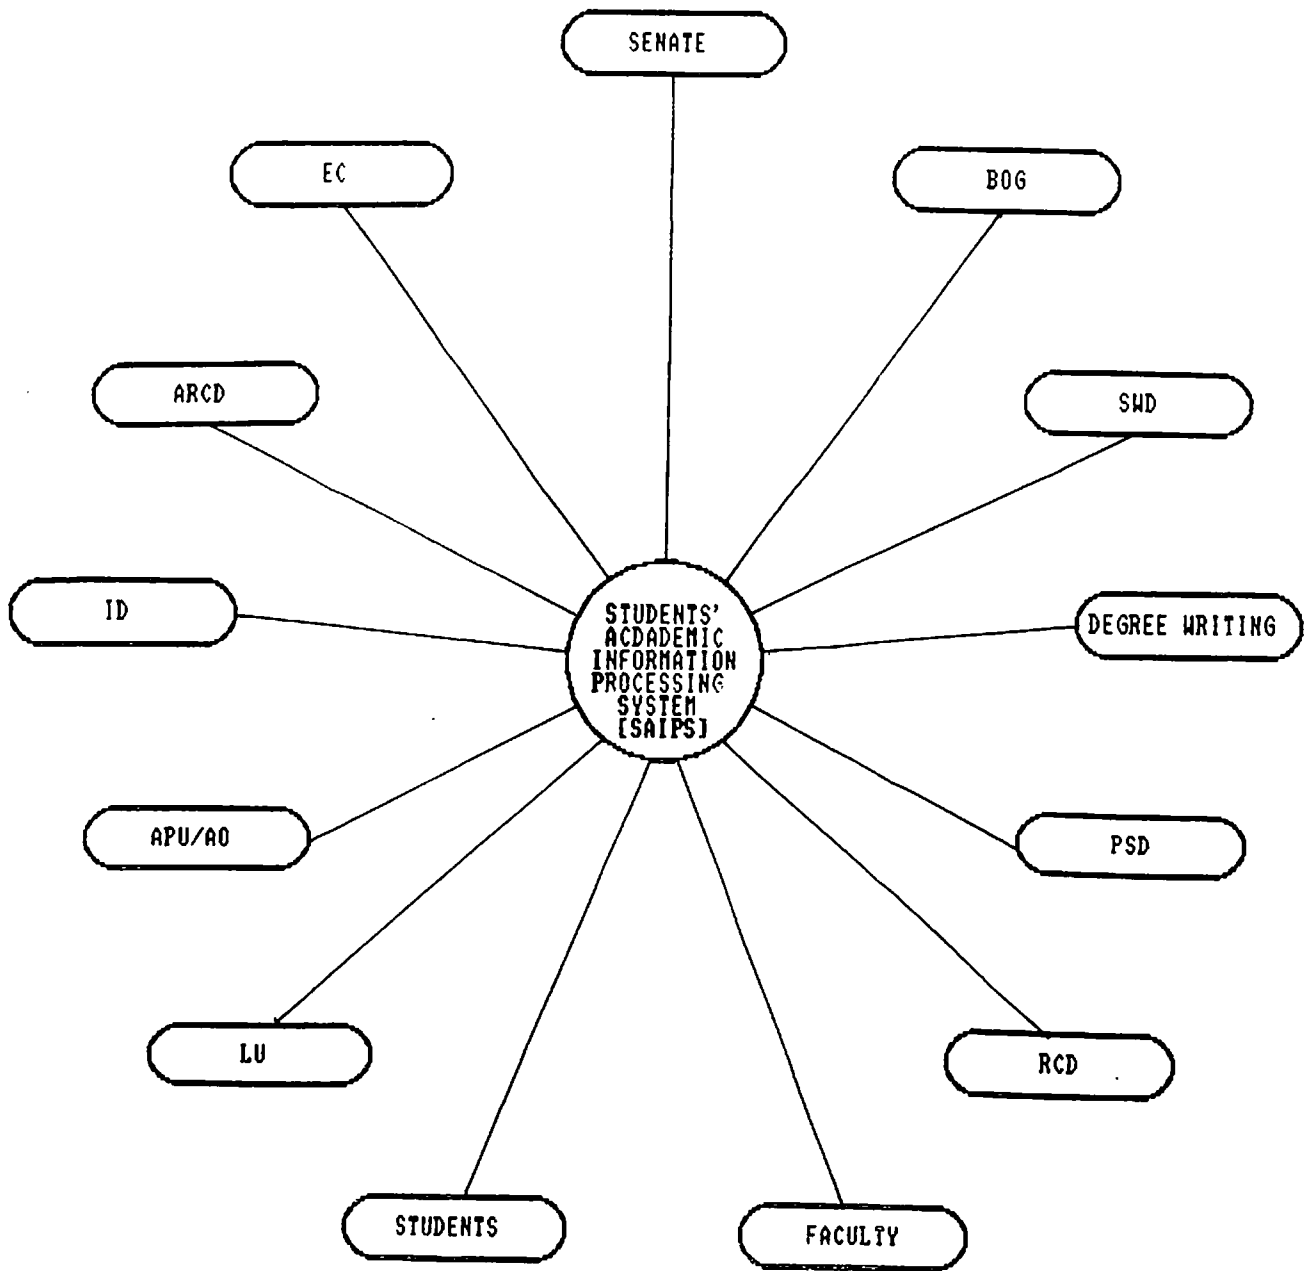 SENATE
EC
BOG
ARCD
SWD
ID
STUDENTS'
ACDADEMIC
INFORMATION
PROCESSING
SYSTEM
[SAIPS]
DEGREE WRITING
APU/AO
PSD
LU
RCD
STUDENTS
FACULTY